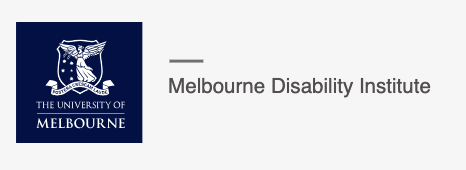 THE UNIVERSITY OF
MELBOURNE
Melbourne Disability Institute